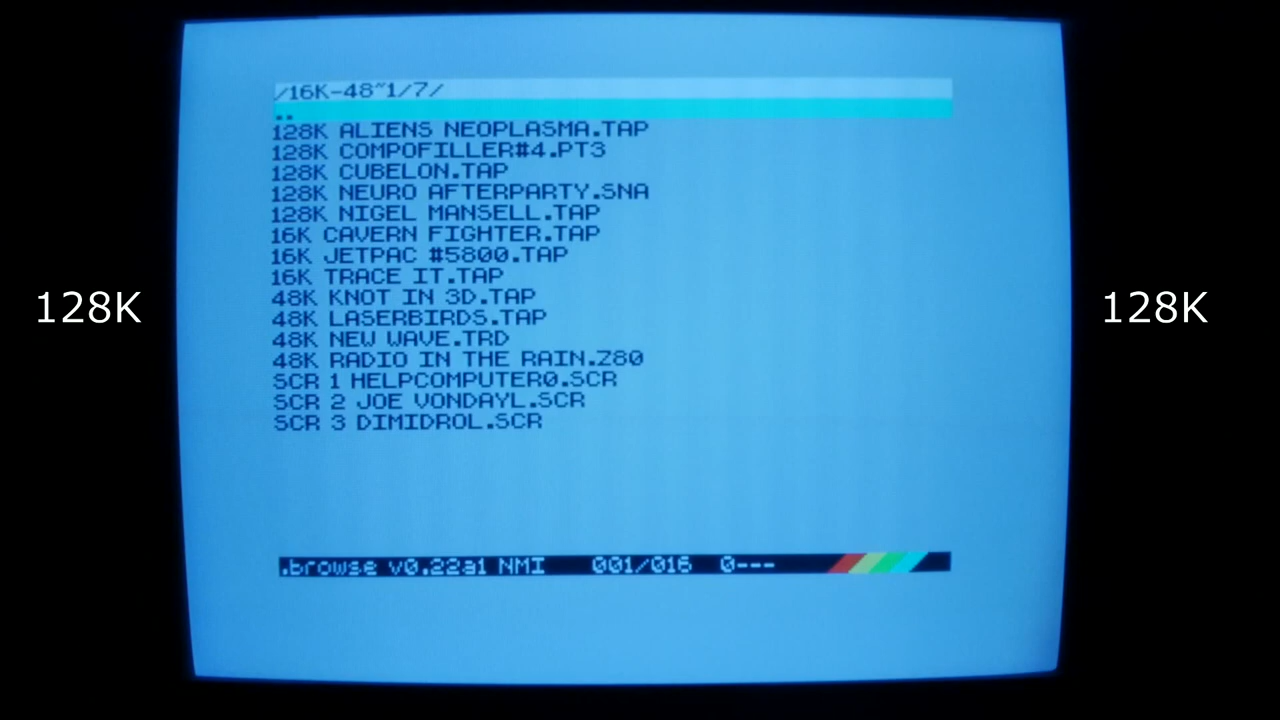 /16K-48~1/7/
..
128K ALIENS NEOPLASMA.TAP
128K COMPOFILLER#4.PT3
128K CUBELON.TAP
128K NEURO AFTERPARTY.SNA
128K NIGEL MANSELL.TAP
16K CAVERN FIGHTER.TAP
16K JETPAC #5800.TAP
16K TRACE IT.TAP
48K KNOT IN 3D.TAP
128K
128K
48K LASERBIRDS.TAP
48K NEW WAVE.TRD
48K RADIO IN THE RAIN.Z80
SCR 1 HELPCOMPUTER0.SCR
SCR 2 JOE VONDAYL.SCR
SCR 3 DIMIDROL.SCR
.browse v0.22a1 NMI 001/016 0---